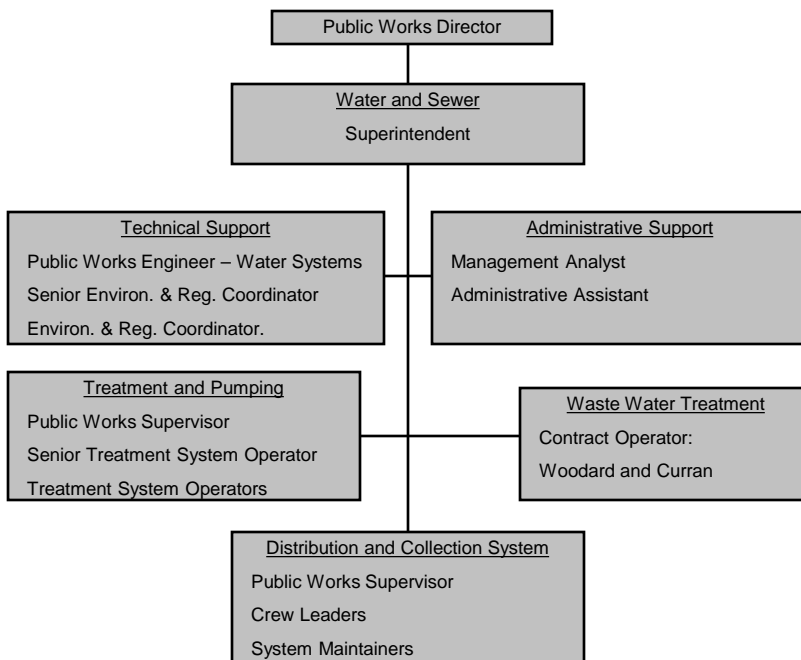 Public Works Director
Water and Sewer
Superintendent
Technical Support
Public Works Engineer – Water Systems
Senior Environ. & Reg. Coordinator
Environ. & Reg. Coordinator.
Administrative Support
Management Analyst
Administrative Assistant
Treatment and Pumping
Public Works Supervisor
Senior Treatment System Operator
Treatment System Operators
Waste Water Treatment
Contract Operator:
Woodard and Curran
Distribution and Collection System
Public Works Supervisor
Crew Leaders
System Maintainers